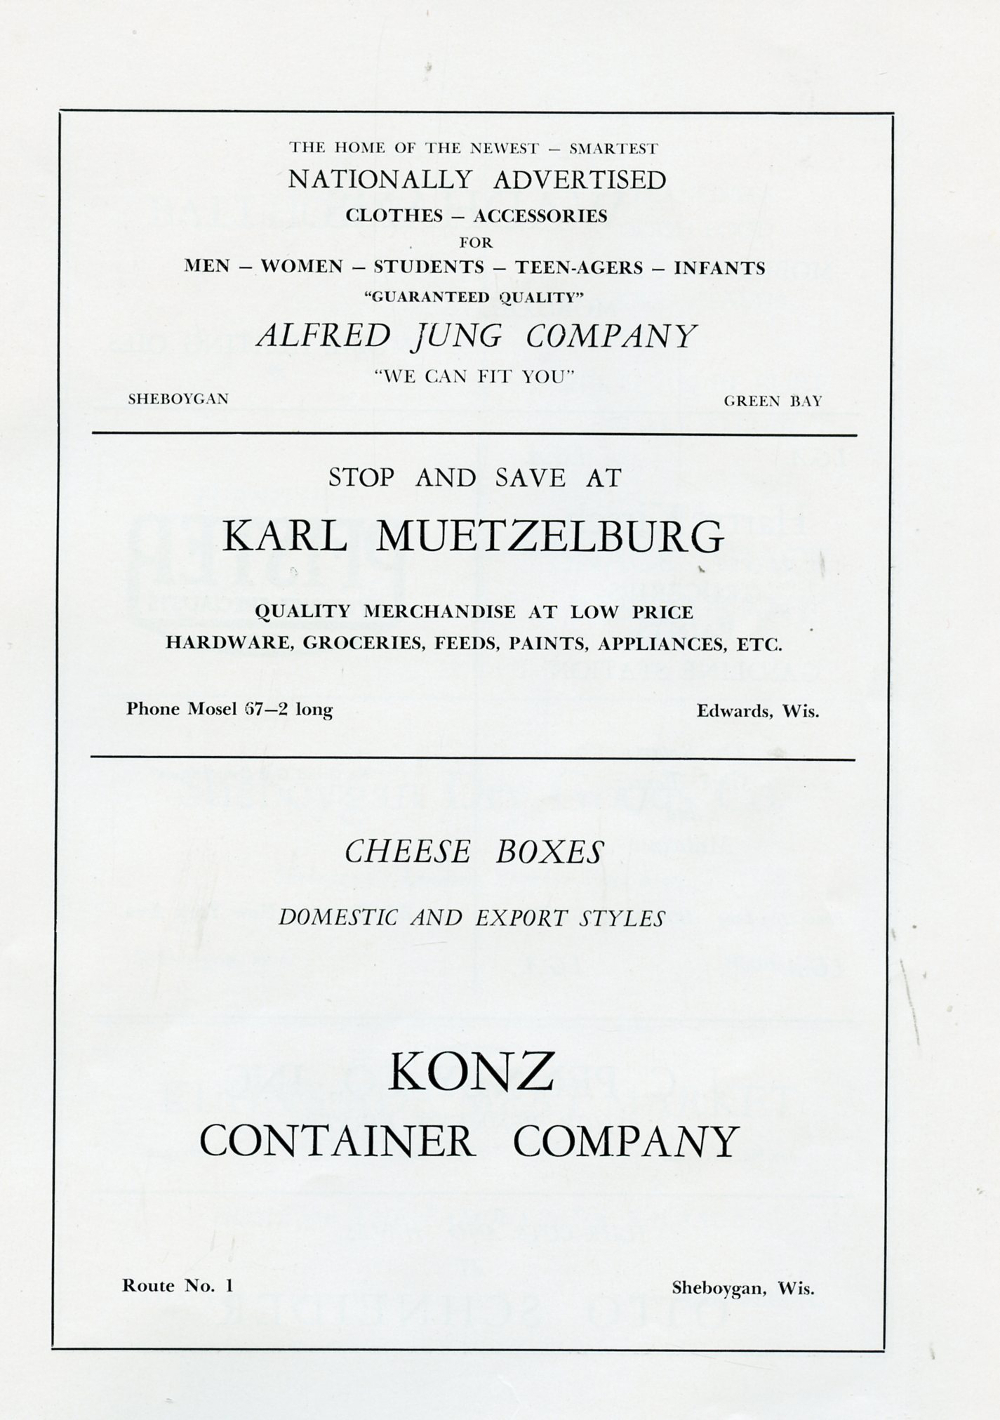 THE HOME OF THE NEWEST — SMARTEST
NATIONALLY ADVERTISED
CLOTHES — ACCESSORIES
FOR
MEN — WOMEN — STUDENTS — TEEN-AGERS — INFANTS
“GUARANTEED QUALITY”
ALFRED JUNG COMPANY
“WE CAN FIT YOU”
SHEBOYGAN GREEN BAY
STOP AND SAVE AT
KARL MUETZELBURG
QUALITY MERCHANDISE AT LOW PRICE
HARDWARE, GROCERIES, FEEDS, PAINTS, APPLIANCES, ETC.
Phone Mosel 67—2 long Edwards, Wis.
CHEESE BOXES
DOMESTIC AND EXPORT STYLES
KONZ
CONTAINER COMPANY
Route No. 1 Sheboygan, Wis.